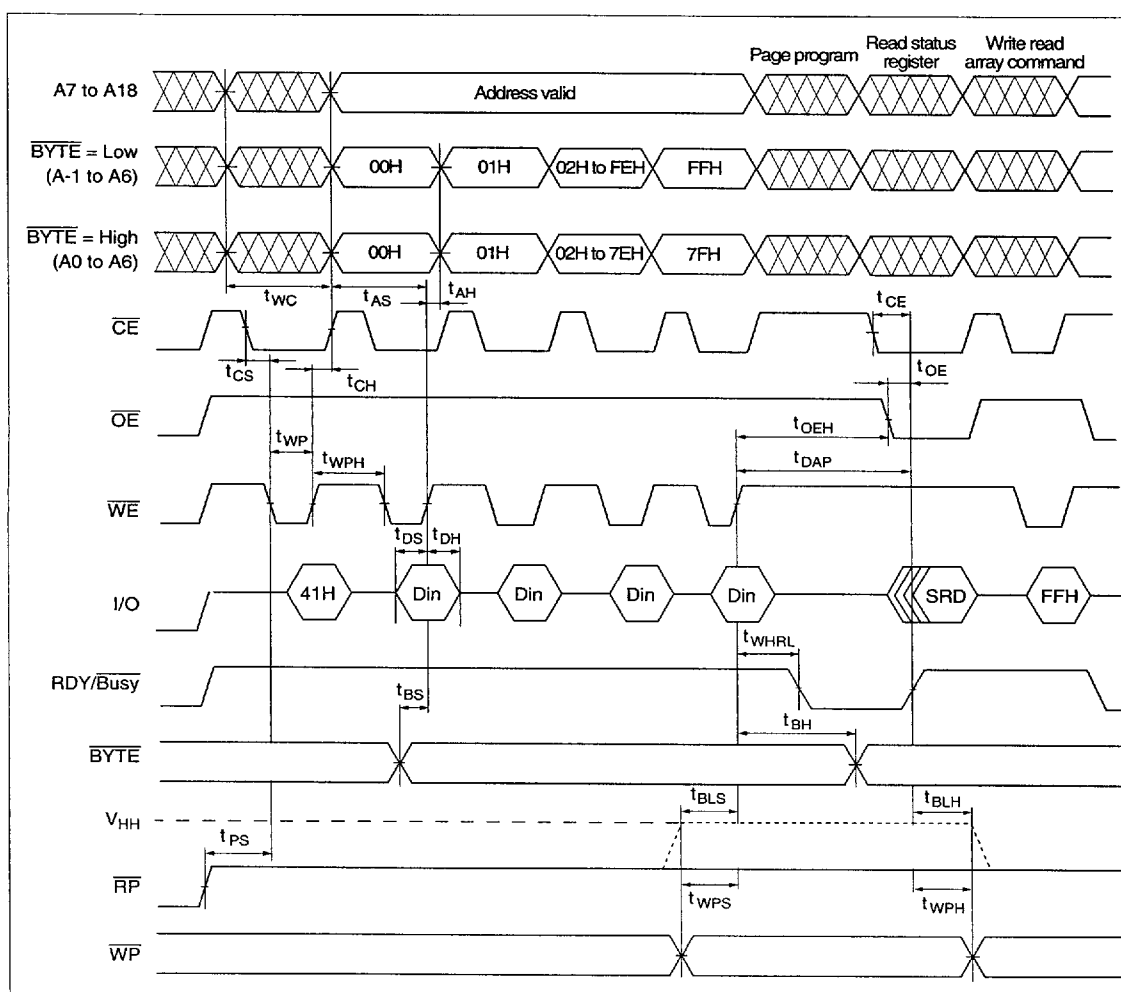 Page program Read status register Write read array command
A7 to A18 Address valid
BYTE = Low (A-1 to A6) 00H 01H 02H to FEH FFH
BYTE = High (A0 to A6) 00H 01H 02H to 7EH 7FH
tWC tAS tAH tCE
CE
tCS tCH tOE
OE
tWP tWPH tOEH tDAP
WE
tDS tDH
I/O 41H Din Din Din Din SRD FFH
tWHRL
RDY/Busy
tBS tBH
BYTE
tBLS tBLH
VHH
tPS
RP
tWPS tWPH
WP